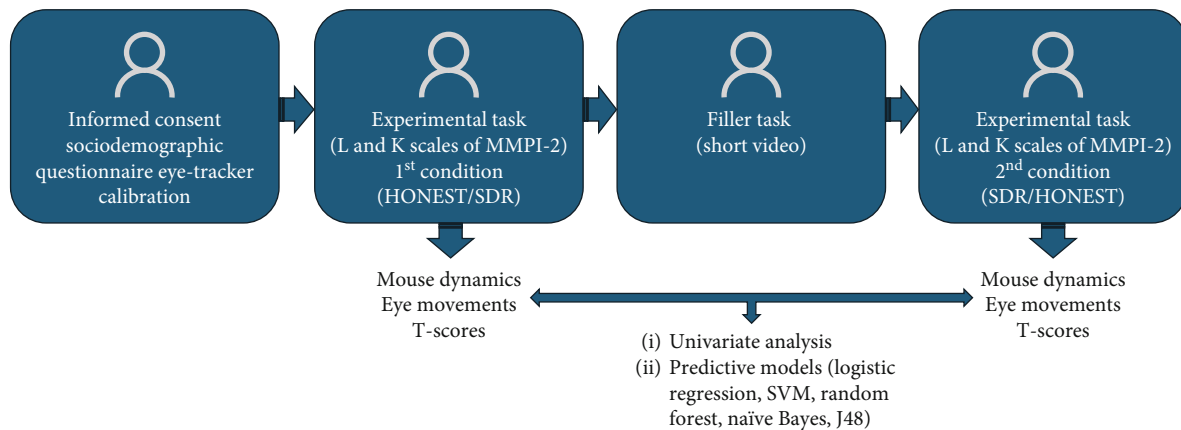 Informed consent
sociodemographic
questionnaire eye-tracker
calibration
Experimental task
(L and K scales of MMPI-2)
1st condition
(HONEST/SDR)
Filler task
(short video)
Experimental task
(L and K scales of MMPI-2)
2nd condition
(SDR/HONEST)
Mouse dynamics
Eye movements
T-scores
Mouse dynamics
Eye movements
T-scores
(i) Univariate analysis
(ii) Predictive models (logistic
regression, SVM, random
forest, naïve Bayes, J48)